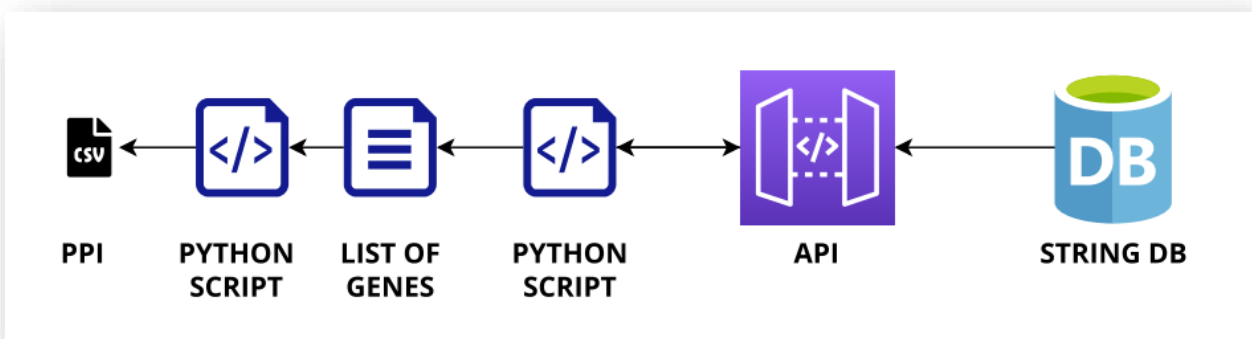 CSV
</>
</>
</>
DB
PPI
PYTHON
SCRIPT
LIST OF
GENES
PYTHON
SCRIPT
API
STRING DB